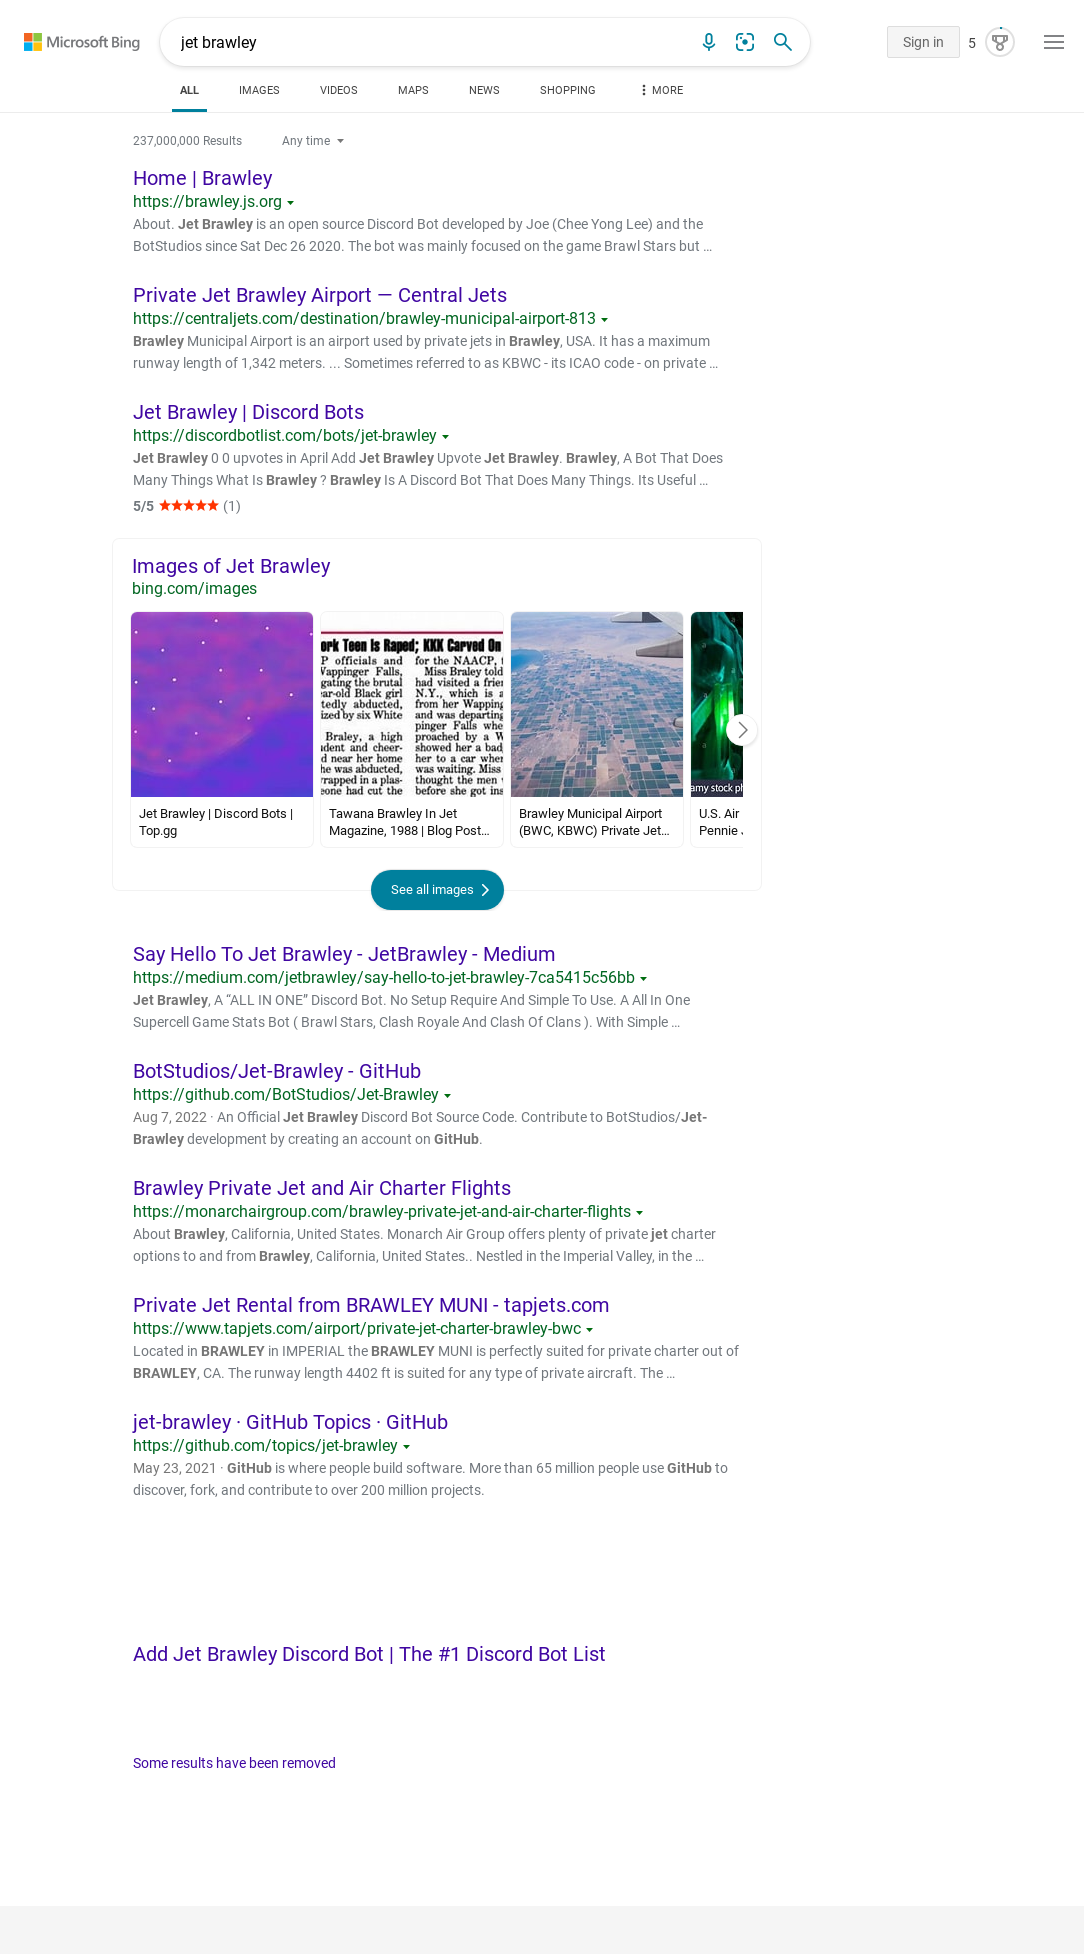 Microsoft Bing
jet brawley
Sign in
5
ALL IMAGES VIDEOS MAPS NEWS SHOPPING MORE
237,000,000 Results Any time
Home | Brawley
https://brawley.js.org
About. Jet Brawley is an open source Discord Bot developed by Joe (Chee Yong Lee) and the
BotStudios since Sat Dec 26 2020. The bot was mainly focused on the game Brawl Stars but ...
Private Jet Brawley Airport — Central Jets
https://centraljets.com/destination/brawley-municipal-airport-813
Brawley Municipal Airport is an airport used by private jets in Brawley, USA. It has a maximum
runway length of 1,342 meters. ... Sometimes referred to as KBWC - its ICAO code - on private ...
Jet Brawley | Discord Bots
https://discordbotlist.com/bots/jet-brawley
Jet Brawley 0 0 upvotes in April Add Jet Brawley Upvote Jet Brawley. Brawley, A Bot That Does
Many Things What Is Brawley ? Brawley Is A Discord Bot That Does Many Things. Its Useful ...
5/5 (1)
Images of Jet Brawley
bing.com/images
ork Teen Is Raped; KKK Carved On
P officials and
Wappinger Falls,
gating the brutal
ear-old Black girl
tedly abducted,
ized by six White
Braley, a high
dent and cheer-
d near her home
he was abducted,
wrapped in a plas-
eone had cut the
for the NAACP, t
Miss Braley told
had visited a frien
N.Y., which is a
from her Wapping
and was departing
pinger Falls whe
proached by a W
showed her a bad
her to a car when
was waiting. Miss
thought the men
before she got ins
a
a
a
a
a
amy stock ph
Jet Brawley | Discord Bots |
Top.gg
Tawana Brawley In Jet
Magazine, 1988 | Blog Post...
Brawley Municipal Airport
(BWC, KBWC) Private Jet...
U.S. Air
Pennie J
See all images
Say Hello To Jet Brawley - JetBrawley - Medium
https://medium.com/jetbrawley/say-hello-to-jet-brawley-7ca5415c56bb
Jet Brawley, A “ALL IN ONE” Discord Bot. No Setup Require And Simple To Use. A All In One
Supercell Game Stats Bot ( Brawl Stars, Clash Royale And Clash Of Clans ). With Simple ...
BotStudios/Jet-Brawley - GitHub
https://github.com/BotStudios/Jet-Brawley
Aug 7, 2022 · An Official Jet Brawley Discord Bot Source Code. Contribute to BotStudios/Jet-
Brawley development by creating an account on GitHub.
Brawley Private Jet and Air Charter Flights
https://monarchairgroup.com/brawley-private-jet-and-air-charter-flights
About Brawley, California, United States. Monarch Air Group offers plenty of private jet charter
options to and from Brawley, California, United States.. Nestled in the Imperial Valley, in the ...
Private Jet Rental from BRAWLEY MUNI - tapjets.com
https://www.tapjets.com/airport/private-jet-charter-brawley-bwc
Located in BRAWLEY in IMPERIAL the BRAWLEY MUNI is perfectly suited for private charter out of
BRAWLEY, CA. The runway length 4402 ft is suited for any type of private aircraft. The ...
jet-brawley · GitHub Topics · GitHub
https://github.com/topics/jet-brawley
May 23, 2021 · GitHub is where people build software. More than 65 million people use GitHub to
discover, fork, and contribute to over 200 million projects.
Add Jet Brawley Discord Bot | The #1 Discord Bot List
Some results have been removed